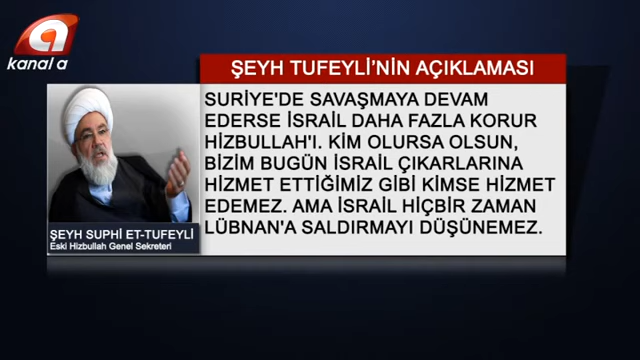 a
kanal a
ŞEYH TUFEYLİ'NİN AÇIKLAMASI
SURİYE'DE SAVAŞMAYA DEVAM
EDERSE İSRAİL DAHA FAZLA KORUR
HİZBULLAH'I. KİM OLURSA OLSUN,
BİZİM BUGÜN İSRAİL ÇIKARLARINA
HİZMET ETTİĞİMİZ GİBİ KİMSE HİZMET
EDEMEZ. AMA İSRAİL HİÇBİR ZAMAN
LÜBNAN'A SALDIRMAYI DÜŞÜNEMEZ.
ŞEYH SUPHİ ET-TUFEYLİ
Eski Hizbullah Genel Sekreteri